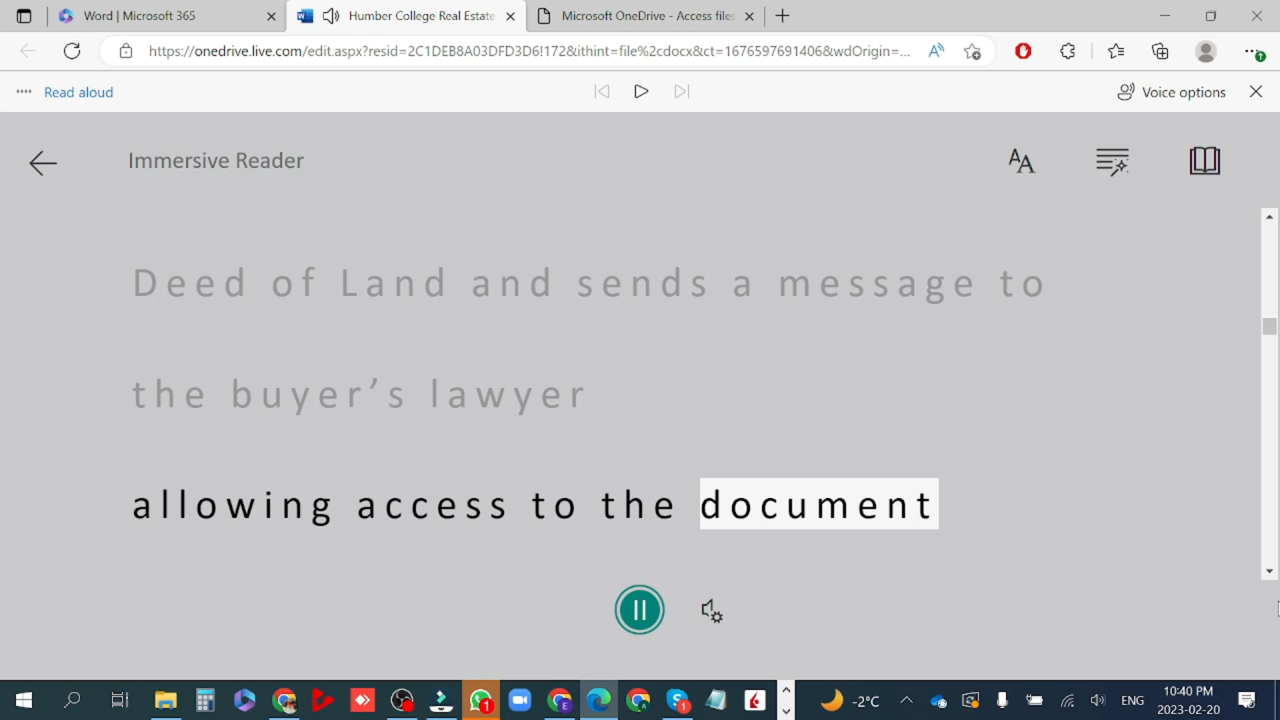 Word | Microsoft 365
Humber College Real Estate
Microsoft OneDrive - Access files
https://onedrive.live.com/edit.aspx?resid=2C1DEB8A03DFD3D6!172&ithint=file%2cdocx&ct=1676597691406&wdOrigin=...
Read aloud
Voice options
Immersive Reader
Deed of Land and sends a message to
the buyer’s lawyer
allowing access to the document
-2°C
ENG
10:40 PM
2023-02-20